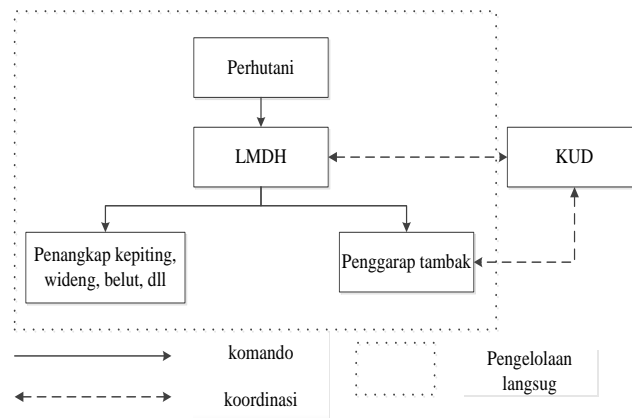 Perhutani
LMDH
KUD
Penangkap kepiting,
wideng, belut, dll
Penggarap tambak
komando
koordinasi
Pengelolaan
langsug